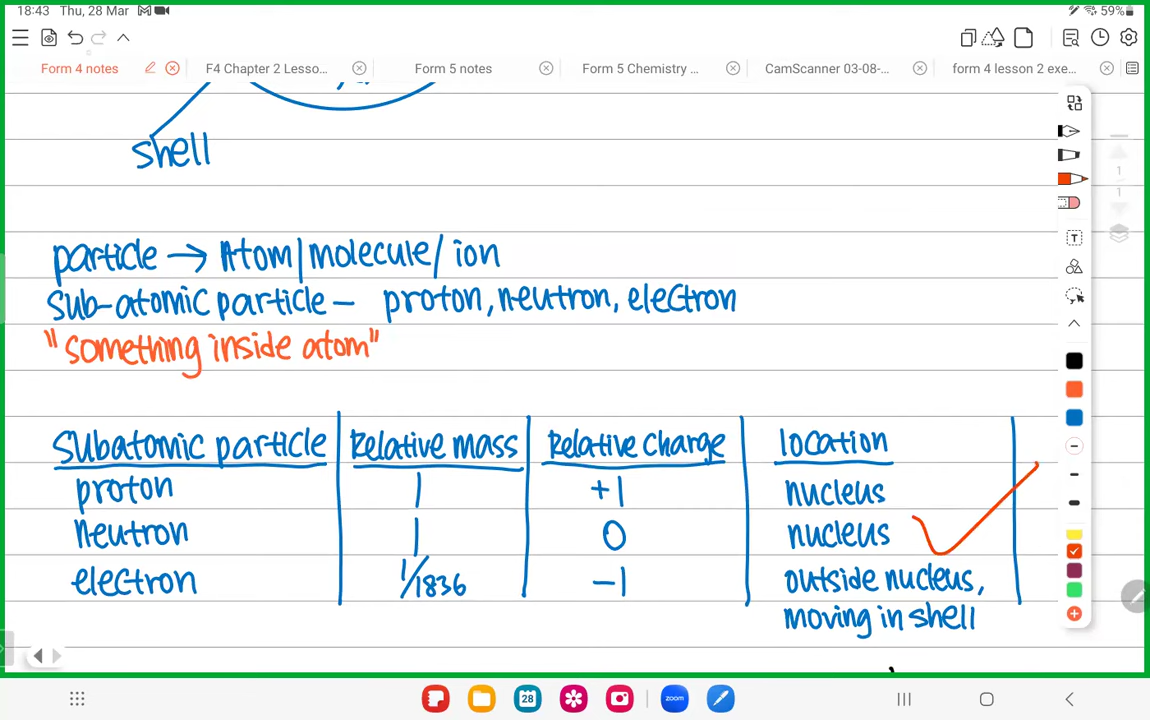 18:43 Thu, 28 Mar 59%
Form 4 notes F4 Chapter 2 Lesso... Form 5 notes Form 5 Chemistry ... CamScanner 03-08-... form 4 lesson 2 exe...
shell
particle → Atom/molecule/ion
sub-atomic particle – proton, neutron, electron
"something inside atom"
Subatomic particle Relative mass Relative charge location
proton 1 +1 nucleus
neutron 1 0 nucleus
electron 1/1836 −1 outside nucleus,
moving in shell
1
1
T
28 zoom